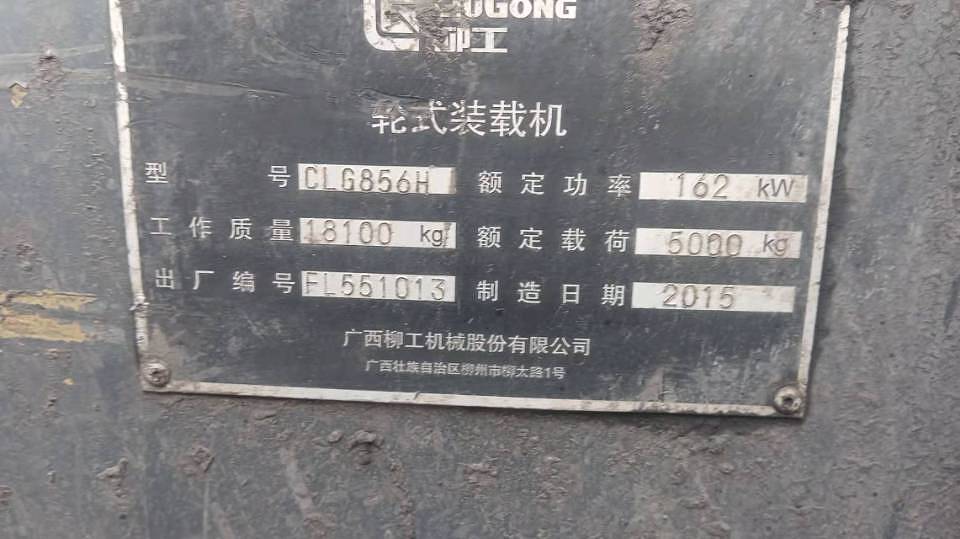 LIUGONG
柳工
轮式装载机
型 号 CLG856H 额定功率 162 kW
工作质量 18100 kg 额定载荷 5000 kg
出厂编号 FL551013 制造日期 2015
广西柳工机械股份有限公司
广西壮族自治区柳州市柳太路1号